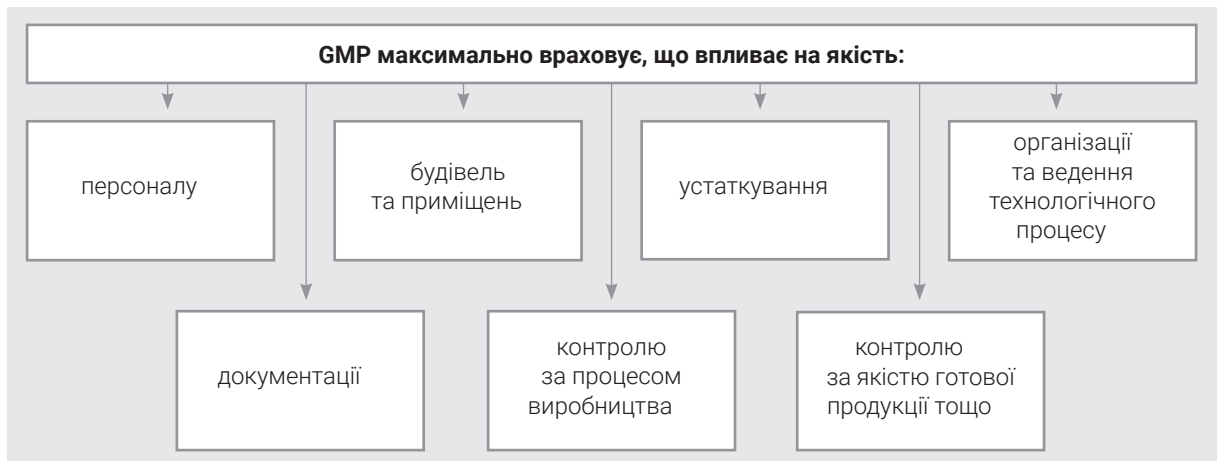 GMP максимально враховує, що впливає на якість:
персоналу
будівель
та приміщень
устаткування
організації
та ведення
технологічного
процесу
документації
контролю
за процесом
виробництва
контролю
за якістю готової
продукції тощо